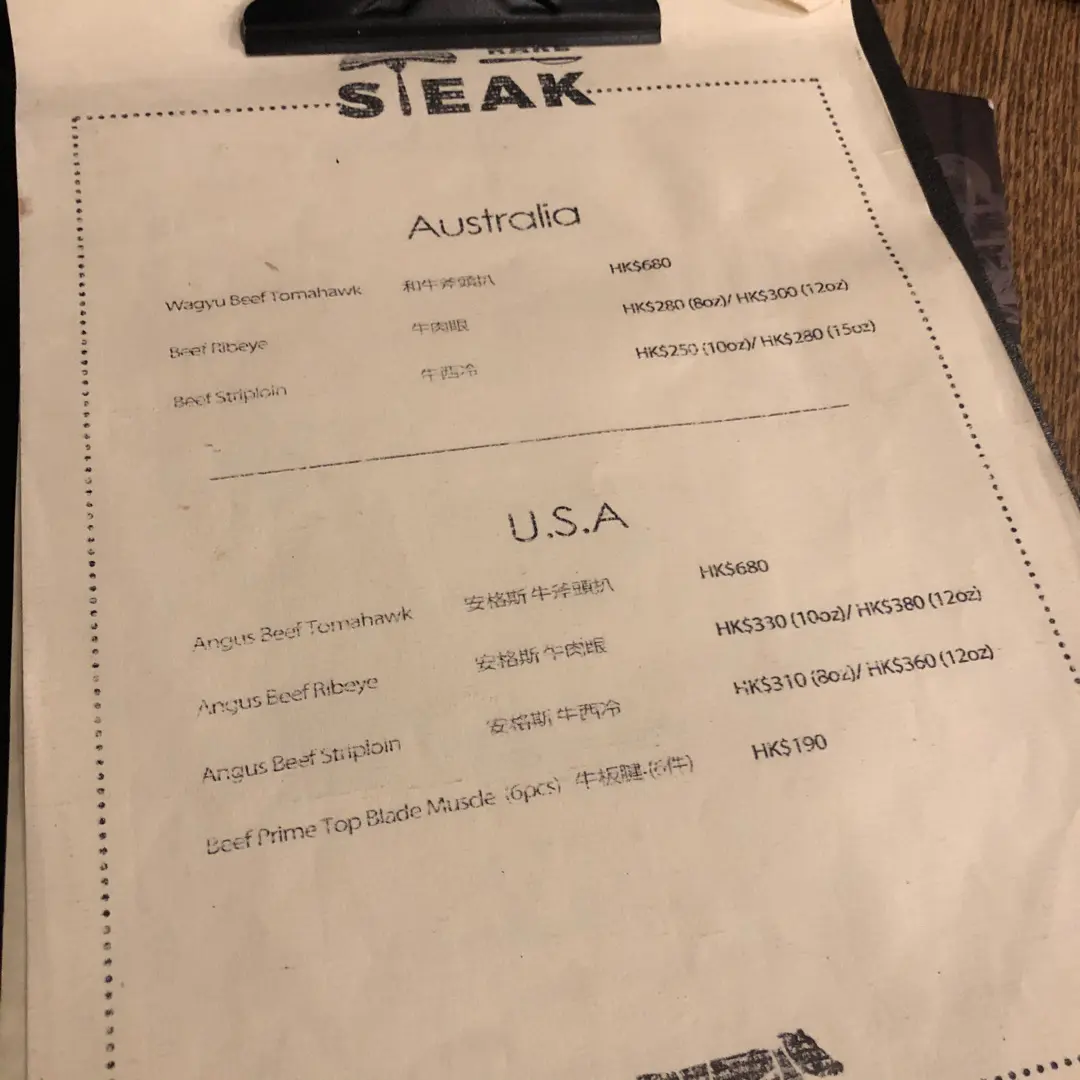 RARE
STEAK
Australia
Wagyu Beef Tomahawk 和牛斧頭扒 HK$680
Beef Ribeye 牛肉眼 HK$280 (8oz)/ HK$300 (12oz)
Beef Striploin 牛西冷 HK$250 (10oz)/ HK$280 (15oz)
U.S.A
Angus Beef Tomahawk 安格斯牛斧頭扒 HK$680
Angus Beef Ribeye 安格斯牛肉眼 HK$330 (10oz)/ HK$380 (12oz)
Angus Beef Striploin 安格斯牛西冷 HK$310 (8oz)/ HK$360 (12oz)
Beef Prime Top Blade Muscle (6pcs) 牛板腱-(6件) HK$190